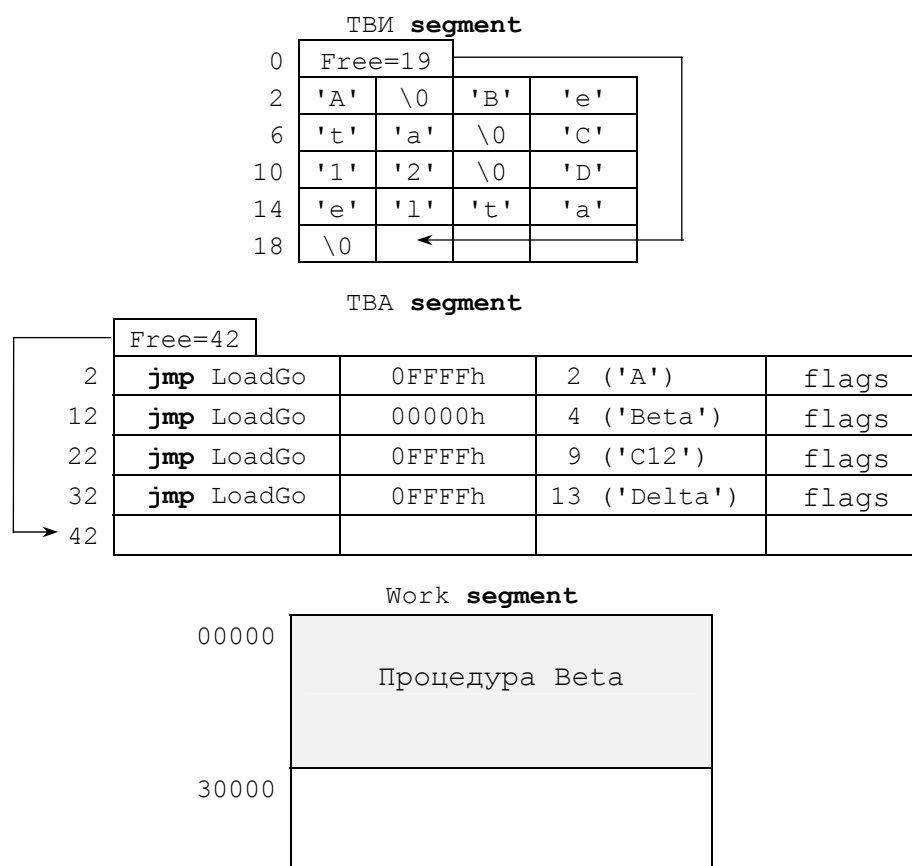 ТВИ segment
0 Free=19
2 'A' \0 'B' 'e'
6 't' 'a' \0 'C'
10 '1' '2' \0 'D'
14 'e' 'l' 't' 'a'
18 \0
ТВА segment
Free=42
2 jmp LoadGo 0FFFFh 2 ('A') flags
12 jmp LoadGo 00000h 4 ('Beta') flags
22 jmp LoadGo 0FFFFh 9 ('C12') flags
32 jmp LoadGo 0FFFFh 13 ('Delta') flags
42
Work segment
00000
Процедура Beta
30000